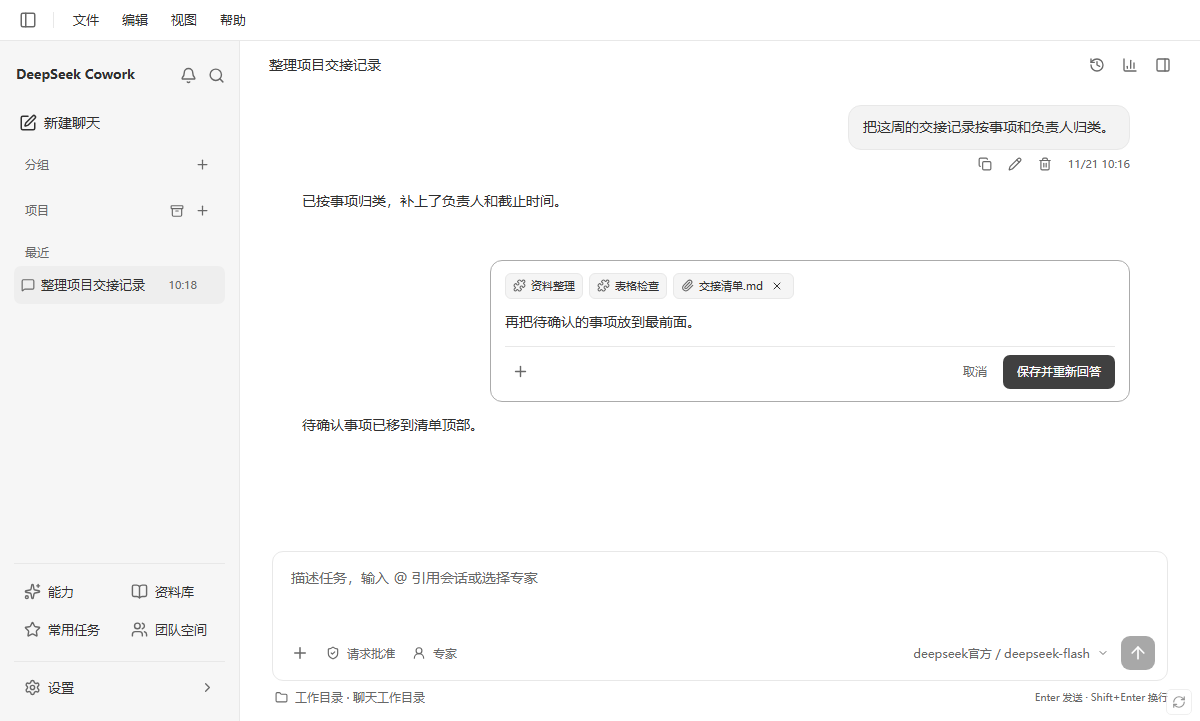 文件 编辑 视图 帮助
DeepSeek Cowork
新建聊天
分组
项目
最近
整理项目交接记录 10:18
能力 资料库
常用任务 团队空间
设置
整理项目交接记录
把这周的交接记录按事项和负责人归类。
11/21 10:16
已按事项归类，补上了负责人和截止时间。
资料整理 表格检查 交接清单.md
再把待确认的事项放到最前面。
取消 保存并重新回答
待确认事项已移到清单顶部。
描述任务，输入 @ 引用会话或选择专家
请求批准 专家 deepseek官方 / deepseek-flash
工作目录 · 聊天工作目录 Enter 发送 · Shift+Enter 换行